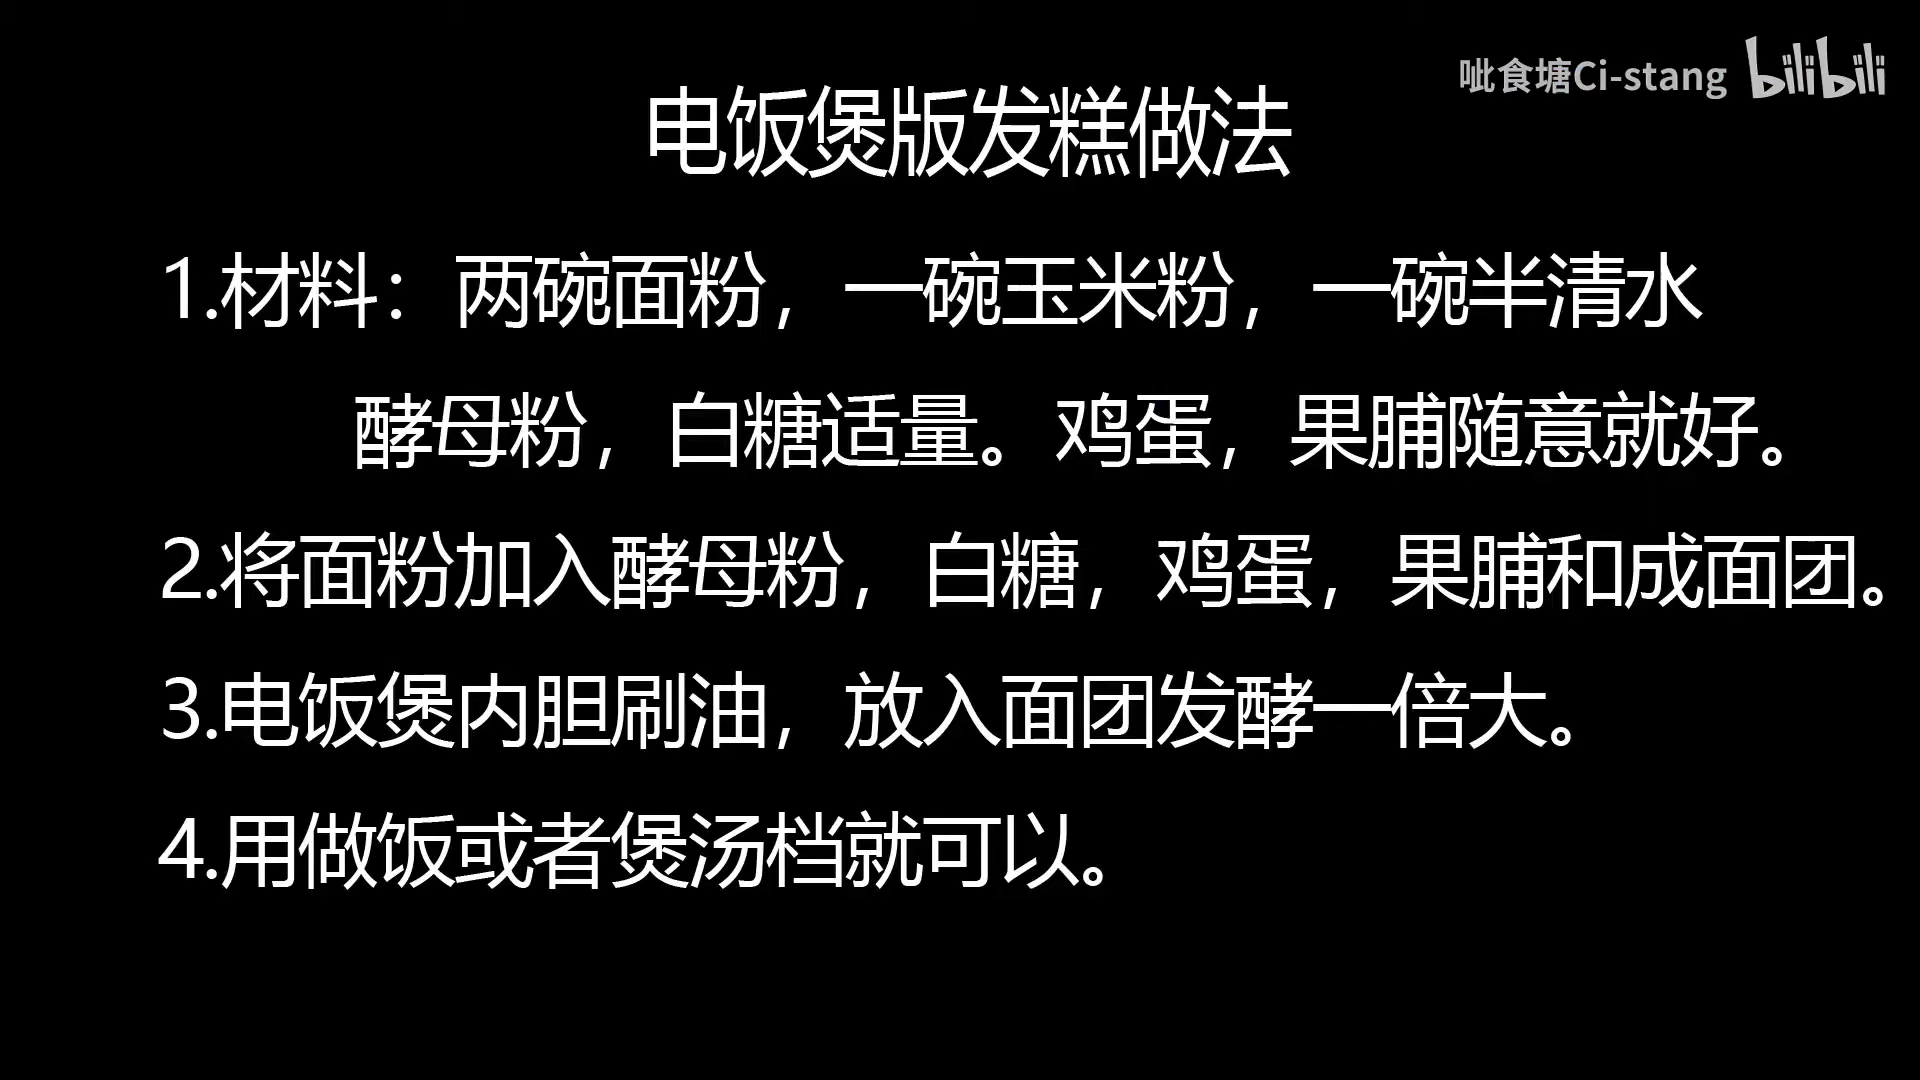 呲食塘Ci-stang bilibili
电饭煲版发糕做法
1.材料：两碗面粉，一碗玉米粉，一碗半清水
酵母粉，白糖适量。鸡蛋，果脯随意就好。
2.将面粉加入酵母粉，白糖，鸡蛋，果脯和成面团。
3.电饭煲内胆刷油，放入面团发酵一倍大。
4.用做饭或者煲汤档就可以。